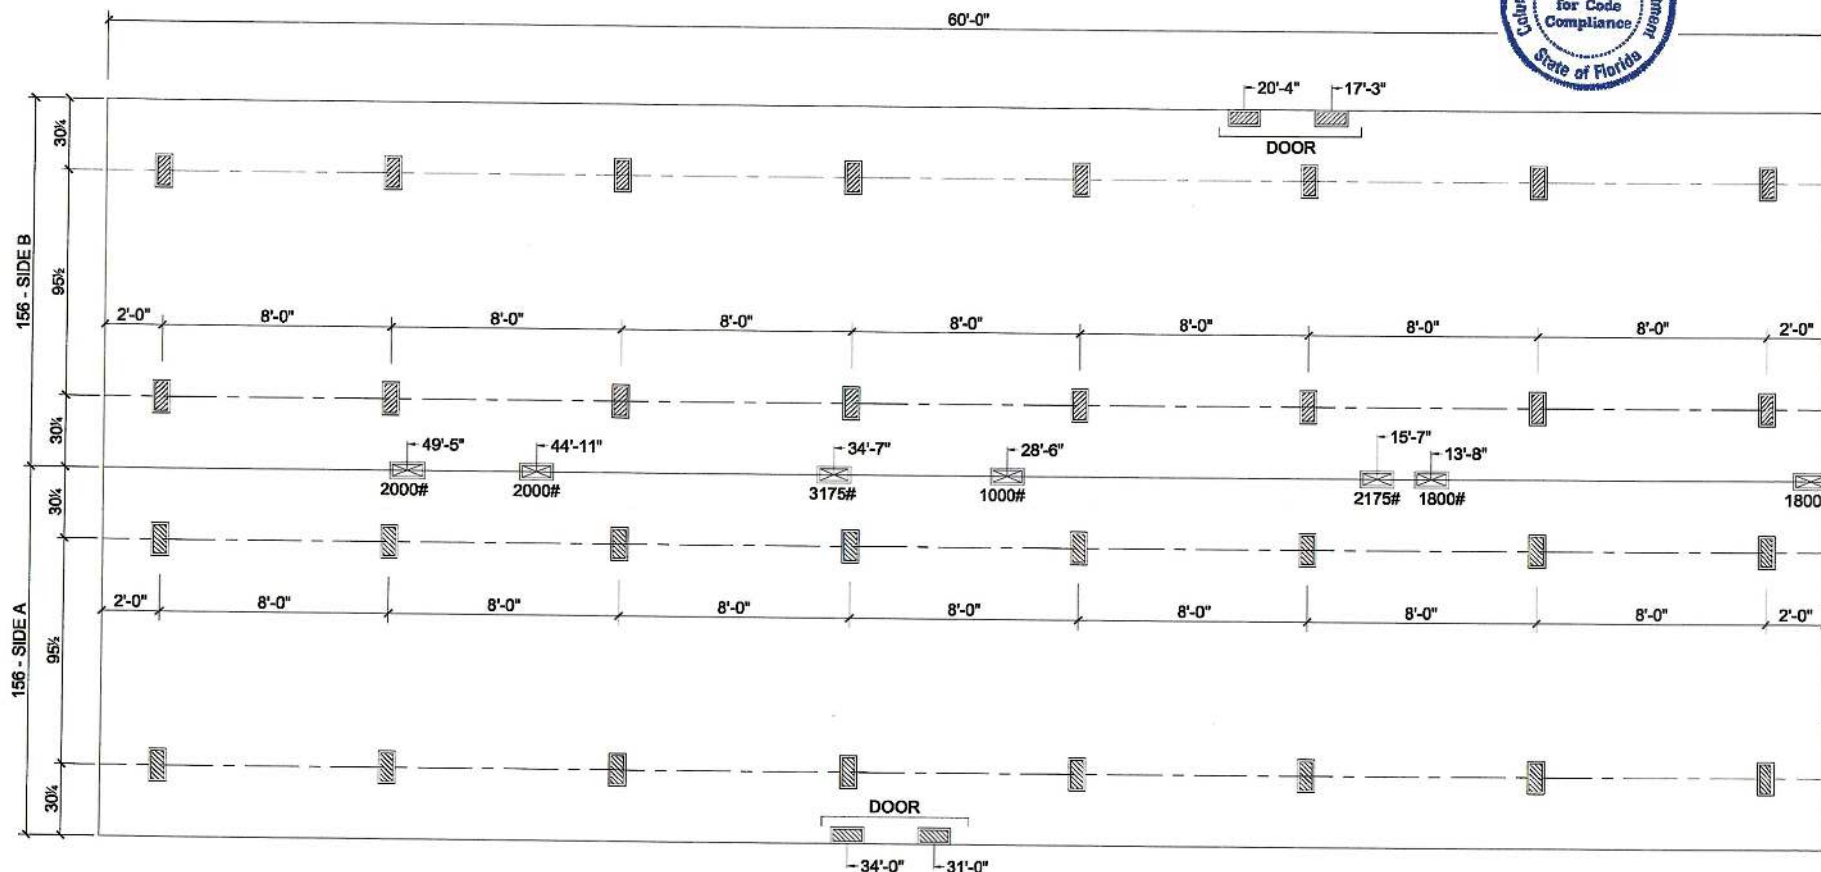 60'-0"
for Code
Compliance
State of Florida
20'-4" 17'-3"
DOOR
30¼
95½
156 - SIDE B
2'-0" 8'-0" 8'-0" 8'-0" 8'-0" 8'-0" 8'-0" 8'-0" 2'-0"
30¼
49'-5" 44'-11" 34'-7" 28'-6" 15'-7" 13'-8"
2000# 2000# 3175# 1000# 2175# 1800# 1800
30¼
2'-0" 8'-0" 8'-0" 8'-0" 8'-0" 8'-0" 8'-0" 8'-0" 2'-0"
156 - SIDE A
95½
30¼
DOOR
34'-0" 31'-0"